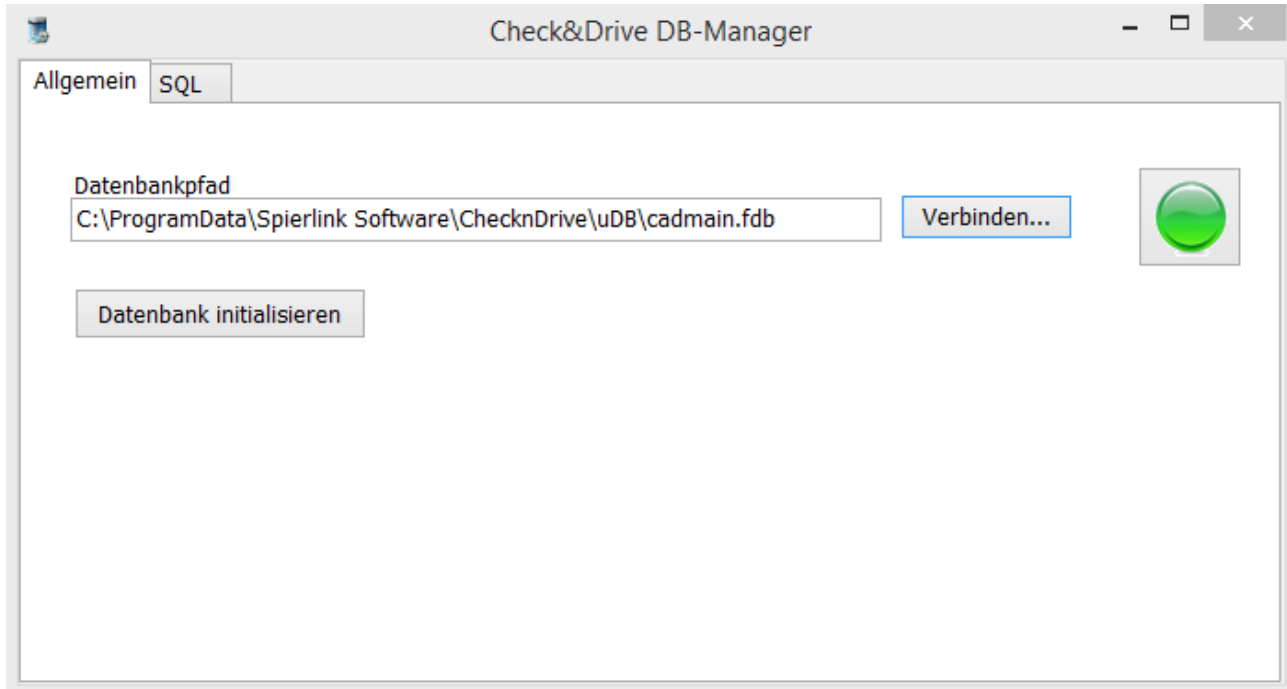 Check&Drive DB-Manager
Allgemein SQL
Datenbankpfad
C:\ProgramData\Spierlink Software\ChecknDrive\uDB\cadmain.fdb Verbinden...
Datenbank initialisieren